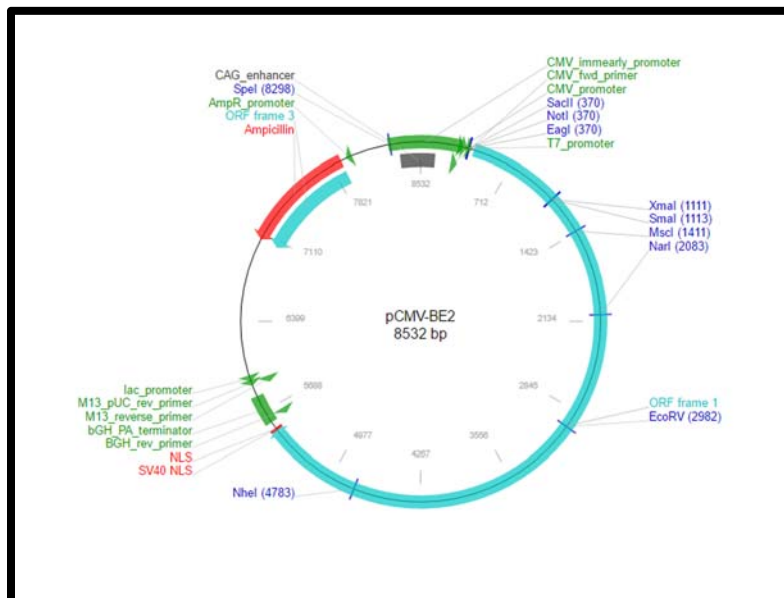 CAG_enhancer
SpeI (8298)
AmpR_promoter
ORF frame 3
Ampicillin
CMV_immearly_promoter
CMV_fwd_primer
CMV_promoter
SacII (370)
NotI (370)
EagI (370)
T7_promoter
8532
712
7821
XmaI (1111)
SmaI (1113)
MscI (1411)
NarI (2083)
1423
7110
pCMV-BE2
8532 bp
2134
6399
lac_promoter
M13_pUC_rev_primer
M13_reverse_primer
bGH_PA_terminator
BGH_rev_primer
NLS
SV40 NLS
5688
2845
ORF frame 1
EcoRV (2982)
4977
3556
4267
NheI (4783)